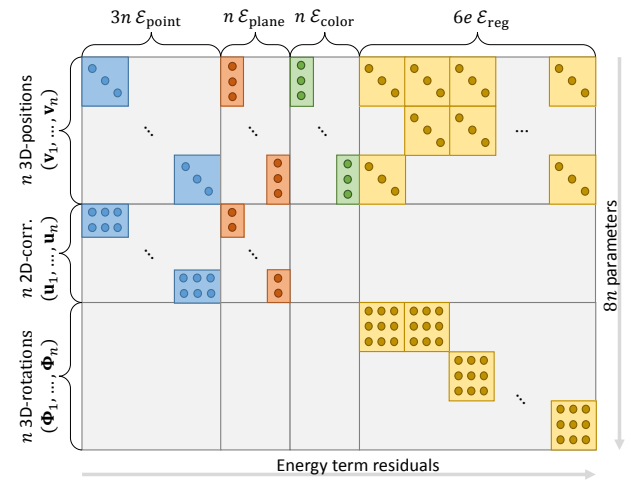 3n ℰpoint
n ℰplane
n ℰcolor
6e ℰreg
n 3D-positions
(v₁, ..., vₙ)
n 2D-corr.
(u₁, ..., uₙ)
n 3D-rotations
(Φ₁, ..., Φₙ)
8n parameters
Energy term residuals